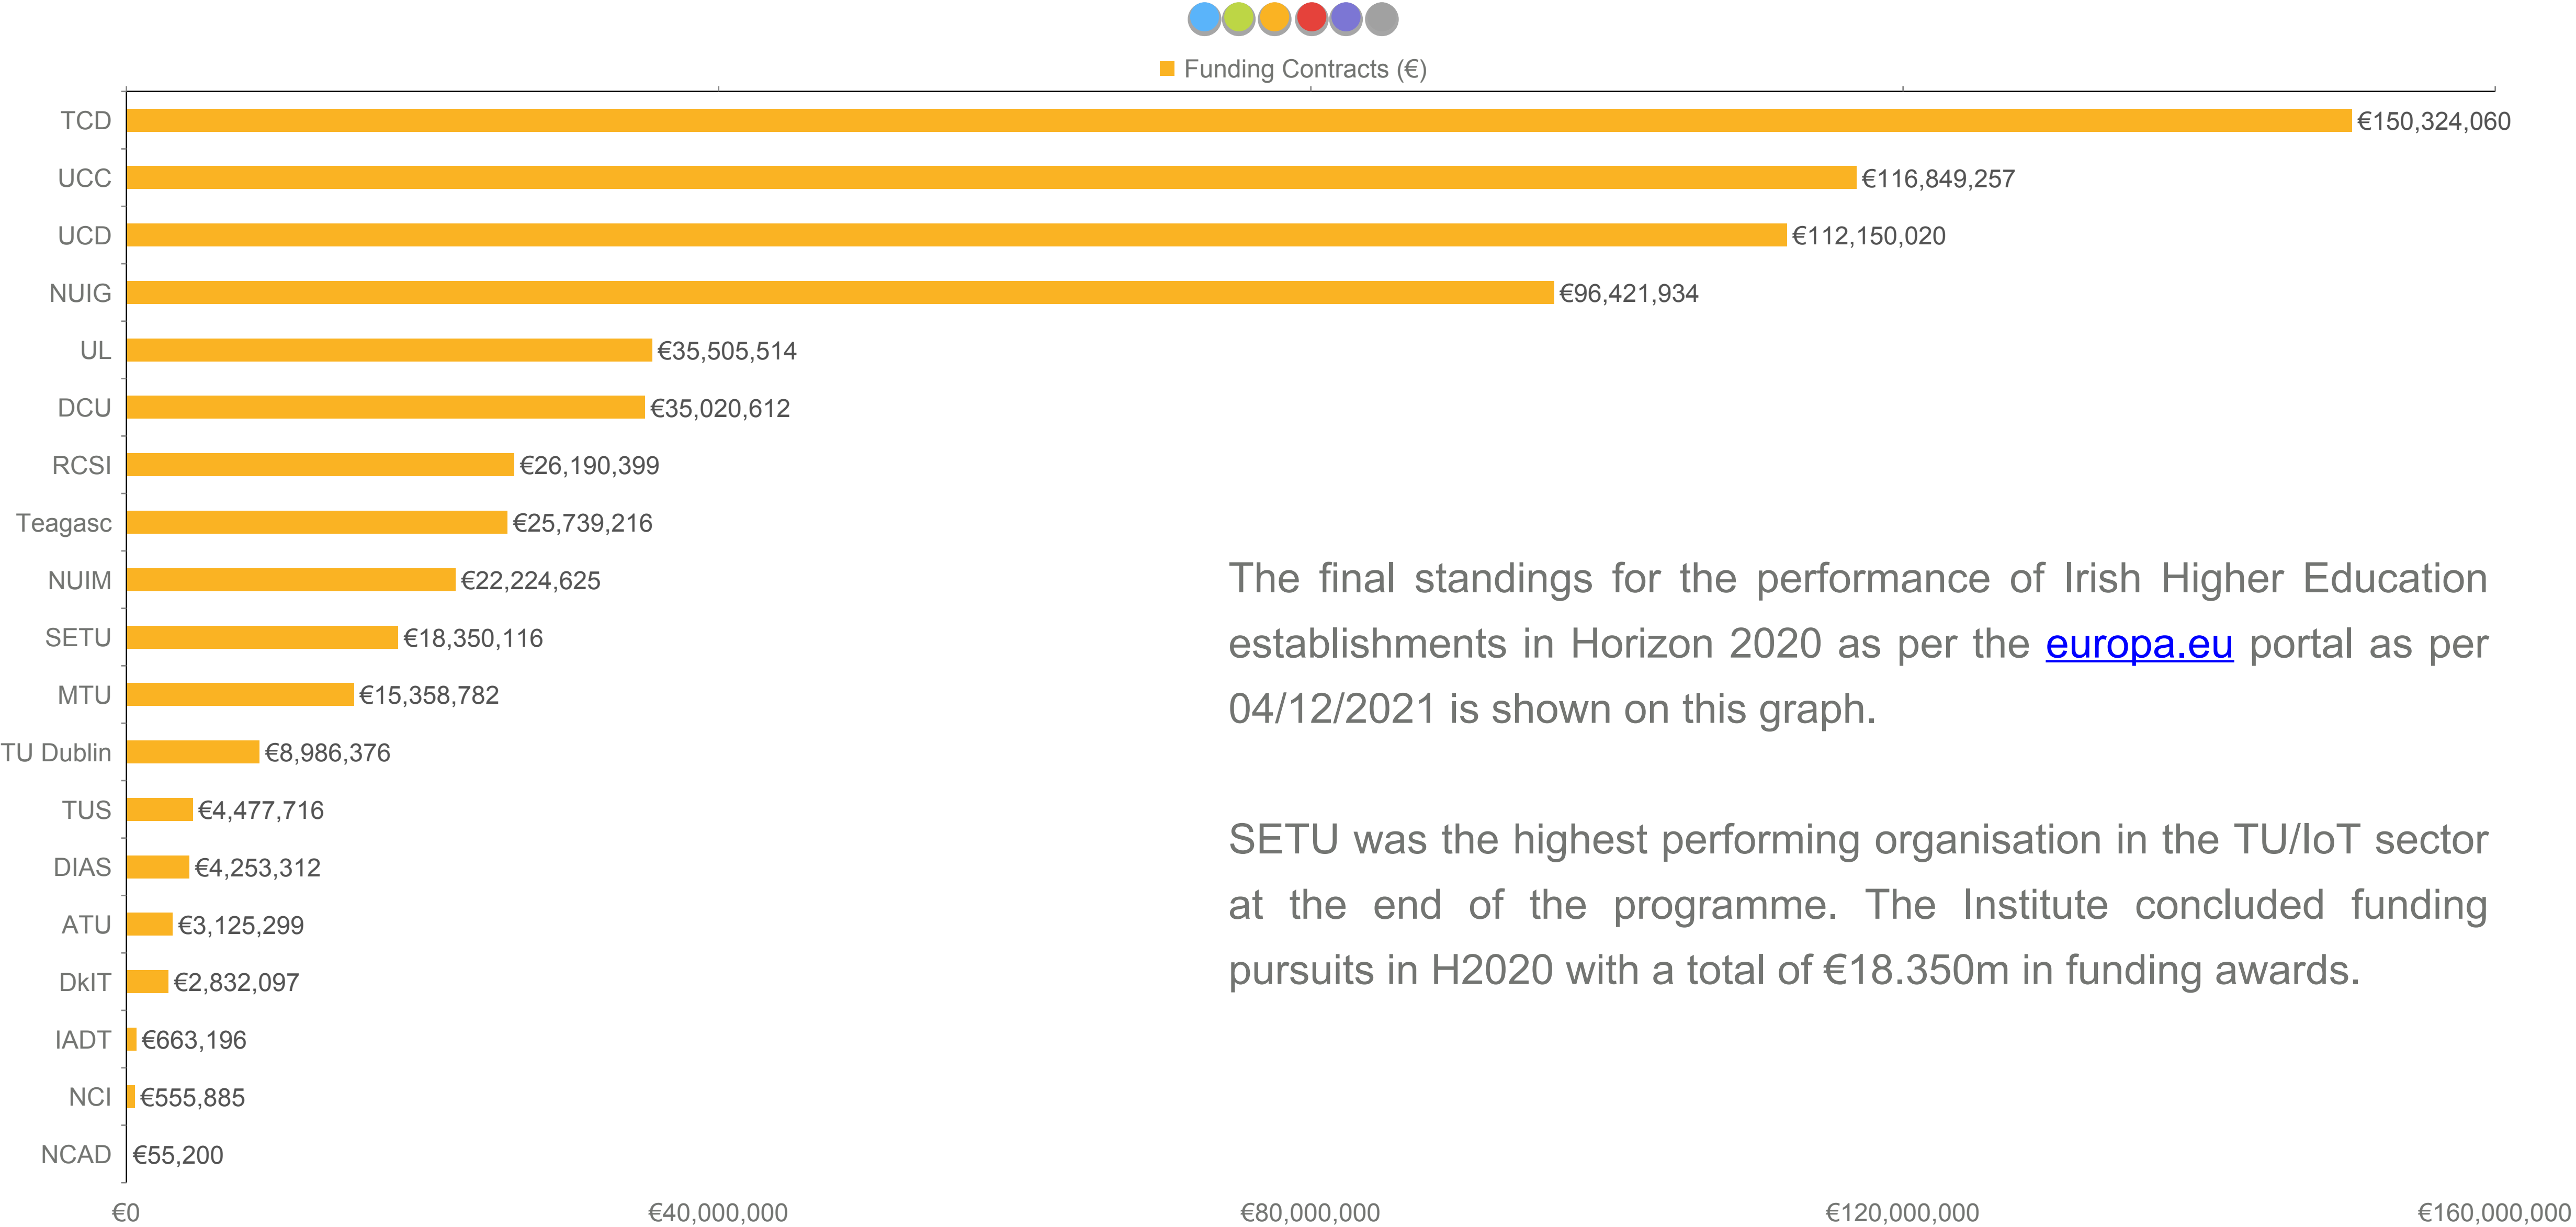 Funding Contracts (€)
TCD €150,324,060
UCC €116,849,257
UCD €112,150,020
NUIG €96,421,934
UL €35,505,514
DCU €35,020,612
RCSI €26,190,399
Teagasc €25,739,216
NUIM €22,224,625
SETU €18,350,116
MTU €15,358,782
TU Dublin €8,986,376
TUS €4,477,716
DIAS €4,253,312
ATU €3,125,299
DkIT €2,832,097
IADT €663,196
NCI €555,885
NCAD €55,200
€0 €40,000,000 €80,000,000 €120,000,000 €160,000,000
The final standings for the performance of Irish Higher Education
establishments in Horizon 2020 as per the europa.eu portal as per
04/12/2021 is shown on this graph.
SETU was the highest performing organisation in the TU/IoT sector
at the end of the programme. The Institute concluded funding
pursuits in H2020 with a total of €18.350m in funding awards.